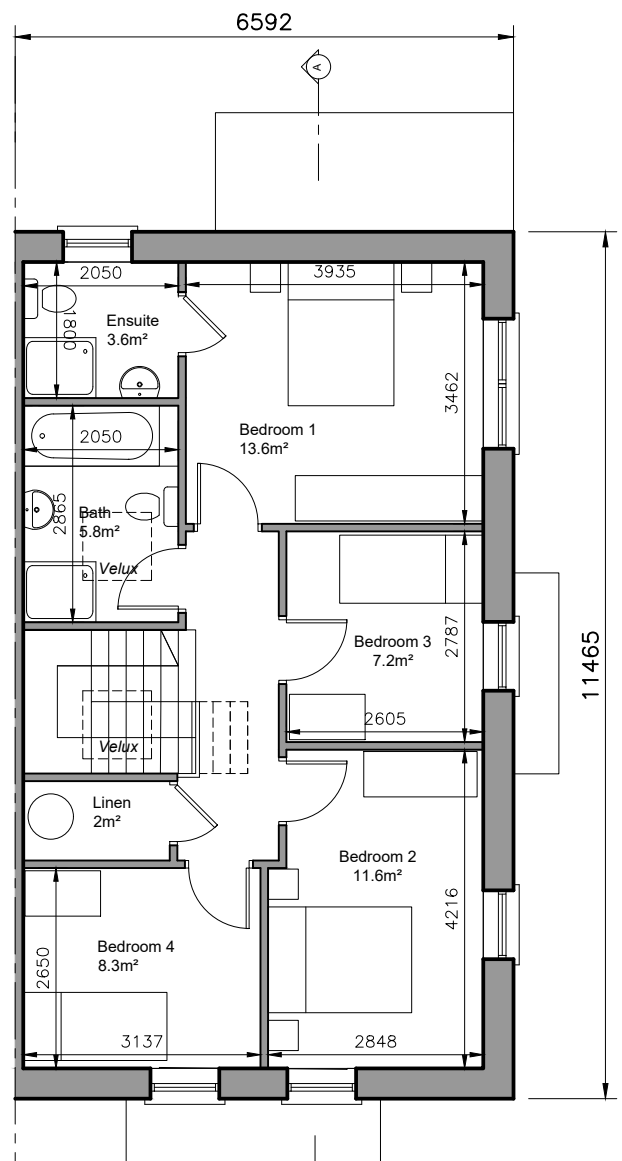 6592
A
2050
3935
Ensuite
3.6m²
1800
3462
Bedroom 1
13.6m²
2050
2865
Bath
5.8m²
Velux
Bedroom 3
7.2m²
2787
11465
2605
Velux
Linen
2m²
Bedroom 2
11.6m²
4216
Bedroom 4
8.3m²
2650
3137
2848